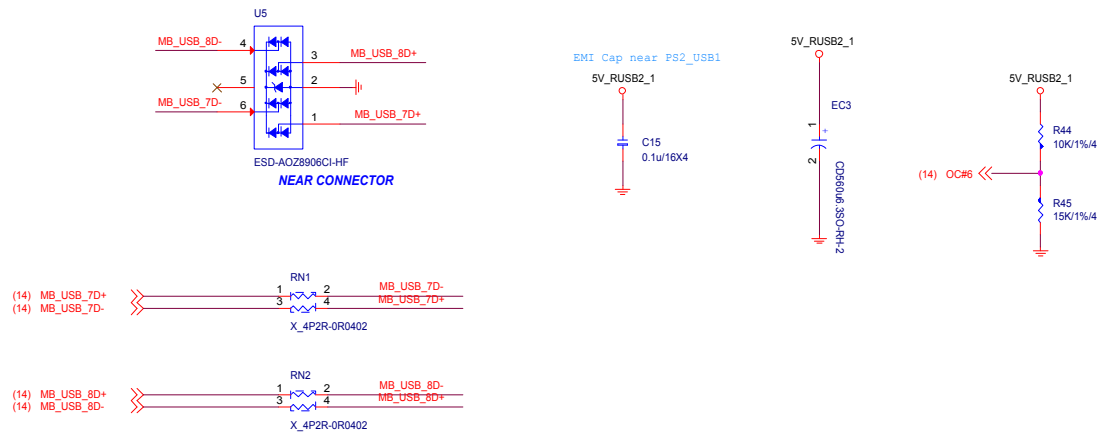 U5
MB_USB_8D- 4
3 MB_USB_8D+
5
2
MB_USB_7D- 6
1 MB_USB_7D+
ESD-AOZ8906CI-HF
NEAR CONNECTOR
EMI Cap near PS2_USB1
5V_RUSB2_1
C15
0.1u/16X4
5V_RUSB2_1
EC3
1
+
2
CD560u6.3SO-RH-2
5V_RUSB2_1
R44
10K/1%/4
(14) OC#6
R45
15K/1%/4
RN1
(14) MB_USB_7D+ 1 2 MB_USB_7D-
(14) MB_USB_7D- 3 4 MB_USB_7D+
X_4P2R-0R0402
RN2
(14) MB_USB_8D+ 1 2 MB_USB_8D-
(14) MB_USB_8D- 3 4 MB_USB_8D+
X_4P2R-0R0402